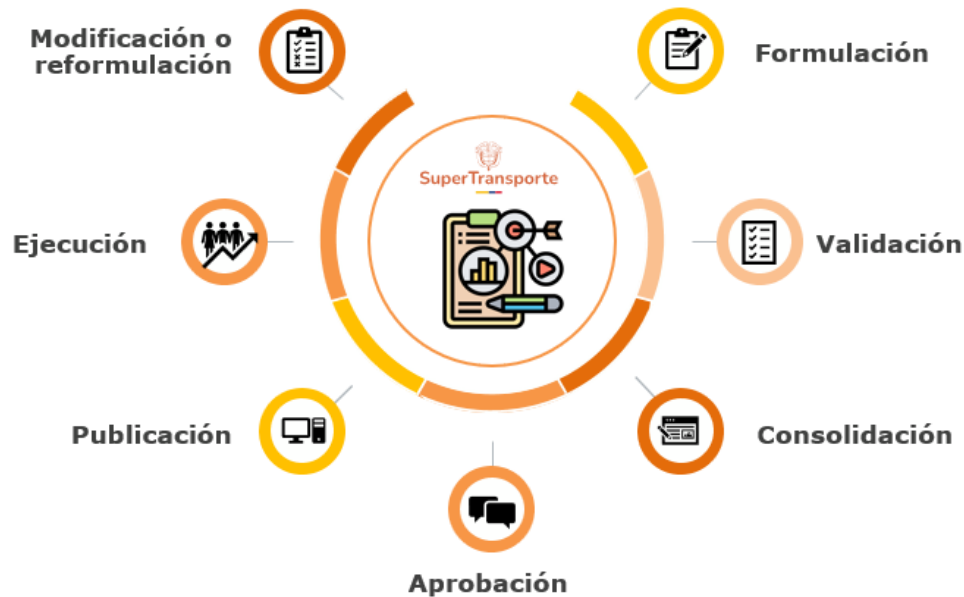 Modificación o
reformulación
Formulación
SuperTransporte
Ejecución
Validación
Publicación
Consolidación
Aprobación